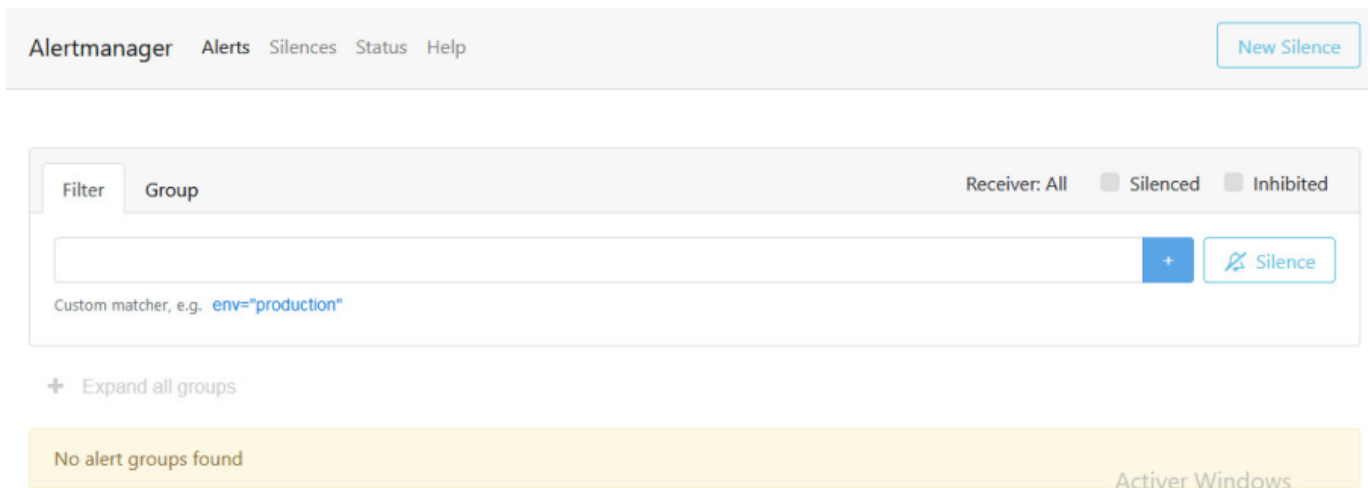 Alertmanager Alerts Silences Status Help New Silence
Filter Group Receiver: All Silenced Inhibited
+ Silence
Custom matcher, e.g. env="production"
+ Expand all groups
No alert groups found
Activer Windows